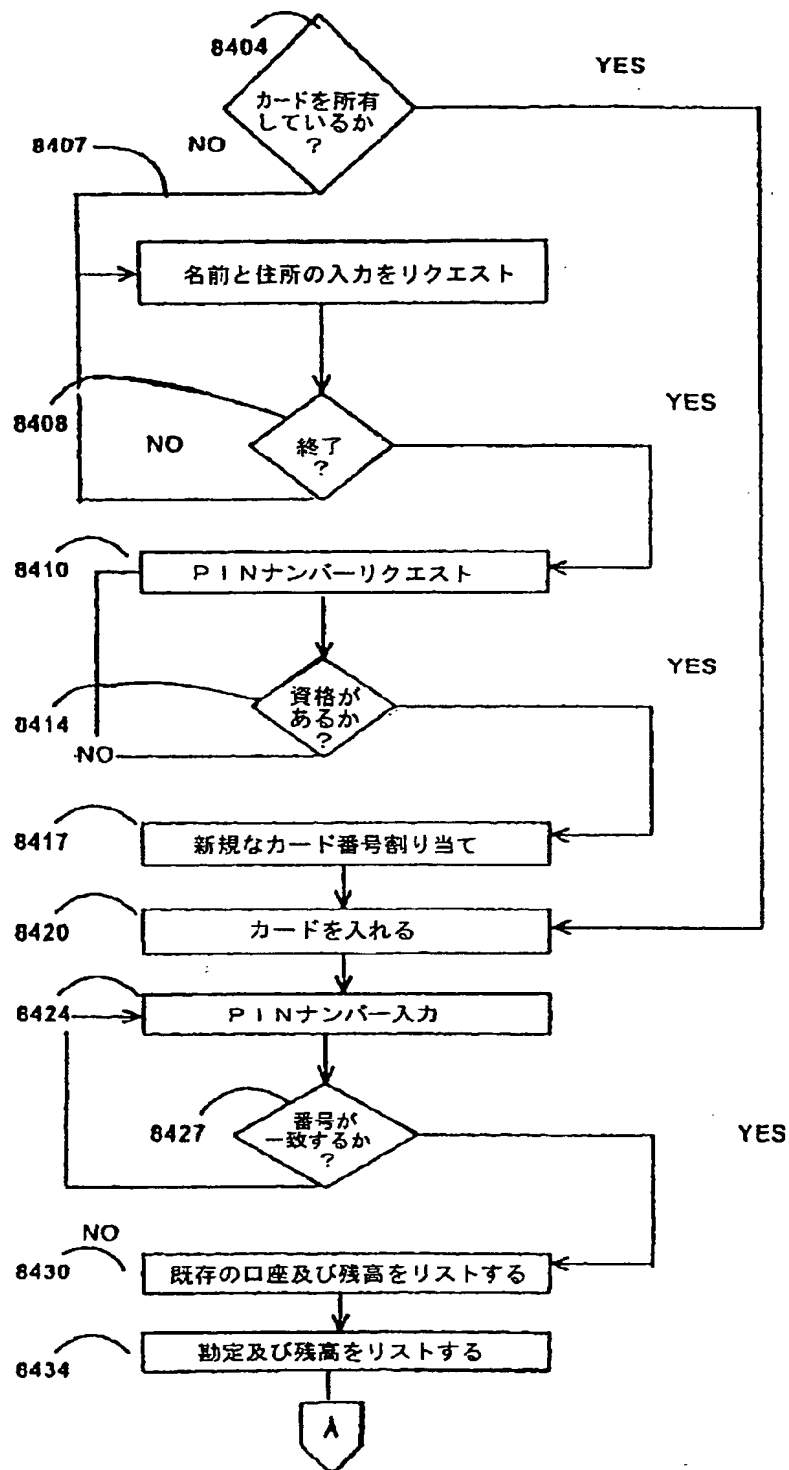 8404
YES
カードを所有
しているか
?
NO
8407
名前と住所の入力をリクエスト
YES
8408
NO
終了
?
8410
PINナンバーリクエスト
YES
資格が
あるか
?
8414
NO
8417
新規なカード番号割り当て
8420
カードを入れる
8424
PINナンバー入力
番号が
一致するか
?
8427
YES
NO
8430
既存の口座及び残高をリストする
8434
勘定及び残高をリストする
A